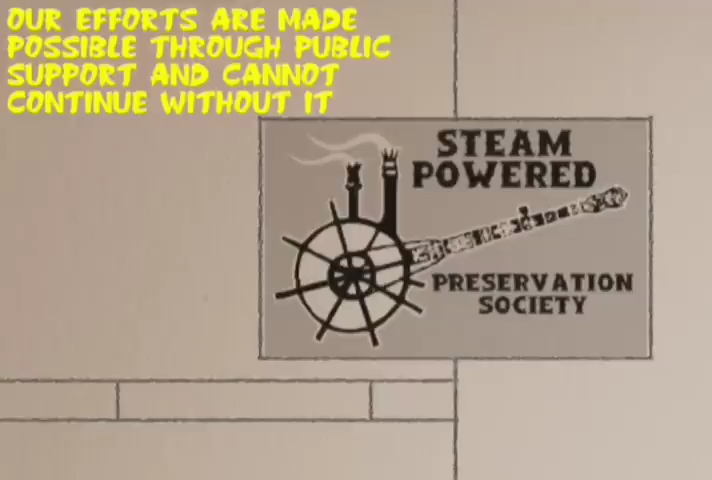 OUR EFFORTS ARE MADE
POSSIBLE THROUGH PUBLIC
SUPPORT AND CANNOT
CONTINUE WITHOUT IT
STEAM
POWERED
PRESERVATION
SOCIETY